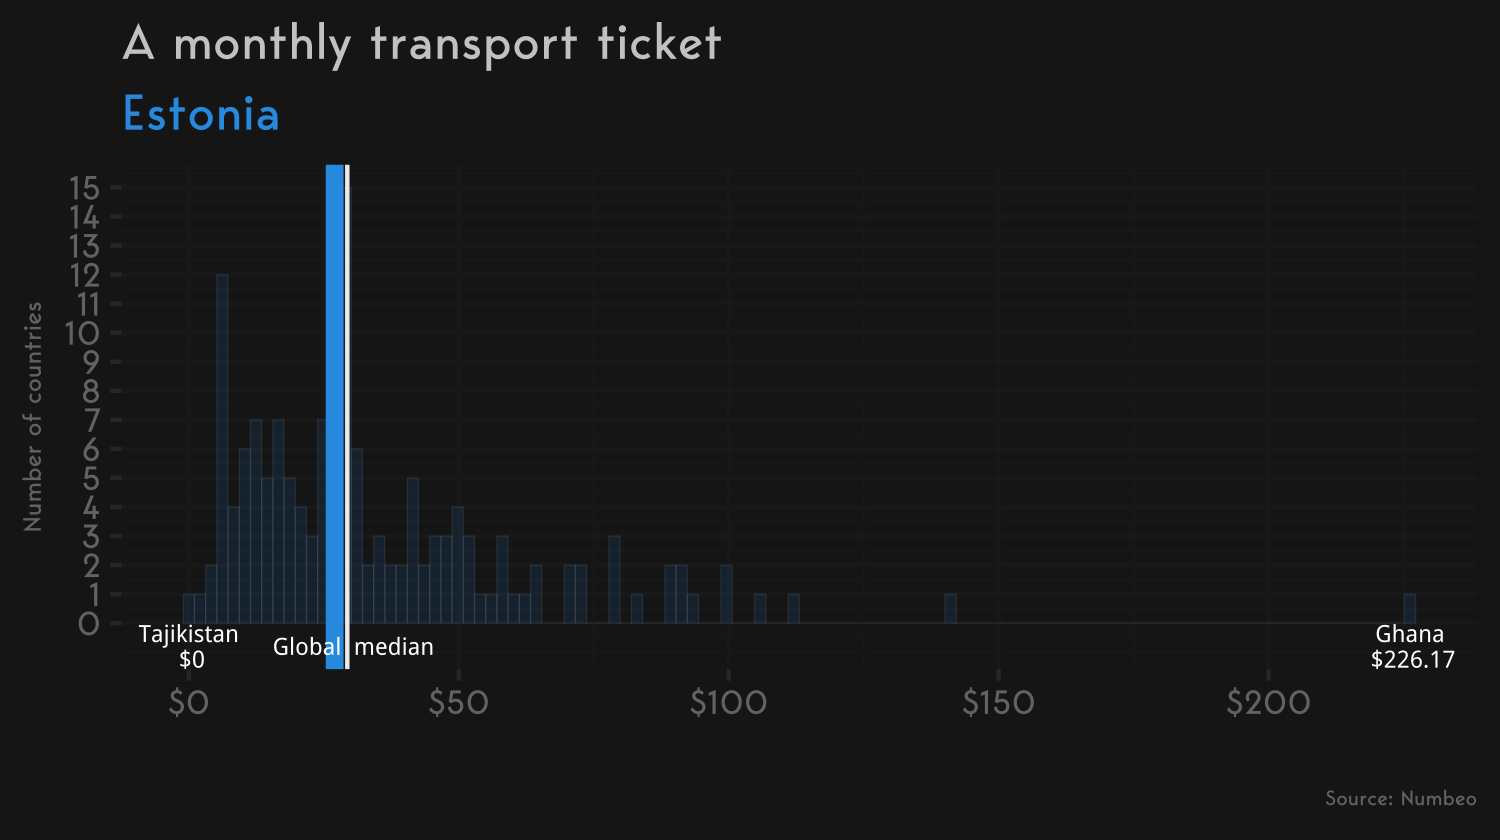 A monthly transport ticket
Estonia
Number of countries
15
14
13
12
11
10
9
8
7
6
5
4
3
2
1
0
Tajikistan
$0
Global median
Ghana
$226.17
$0 $50 $100 $150 $200
Source: Numbeo